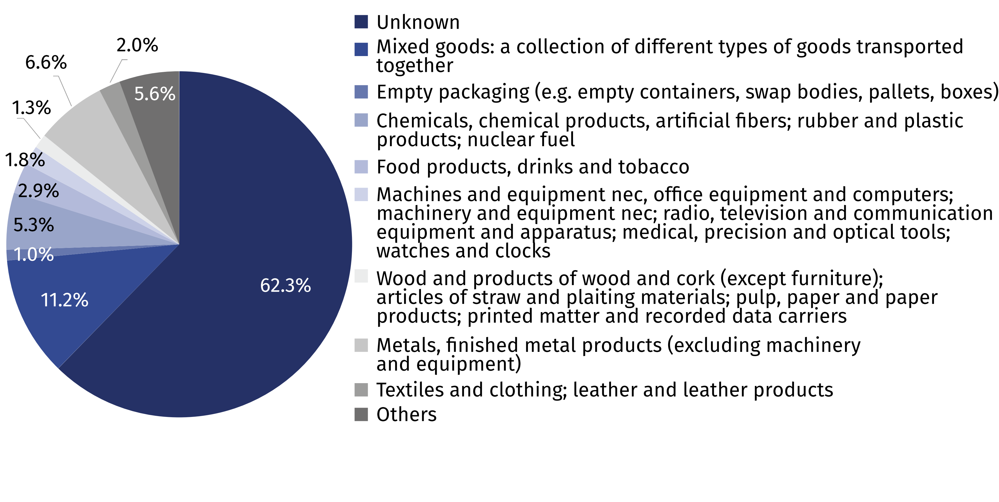 2.0%
6.6%
1.3%
1.8%
2.9%
5.3%
1.0%
11.2%
62.3%
5.6%
Unknown
Mixed goods: a collection of different types of goods transported
together
Empty packaging (e.g. empty containers, swap bodies, pallets, boxes)
Chemicals, chemical products, artificial fibers; rubber and plastic
products; nuclear fuel
Food products, drinks and tobacco
Machines and equipment nec, office equipment and computers;
machinery and equipment nec; radio, television and communication
equipment and apparatus; medical, precision and optical tools;
watches and clocks
Wood and products of wood and cork (except furniture);
articles of straw and plaiting materials; pulp, paper and paper
products; printed matter and recorded data carriers
Metals, finished metal products (excluding machinery
and equipment)
Textiles and clothing; leather and leather products
Others